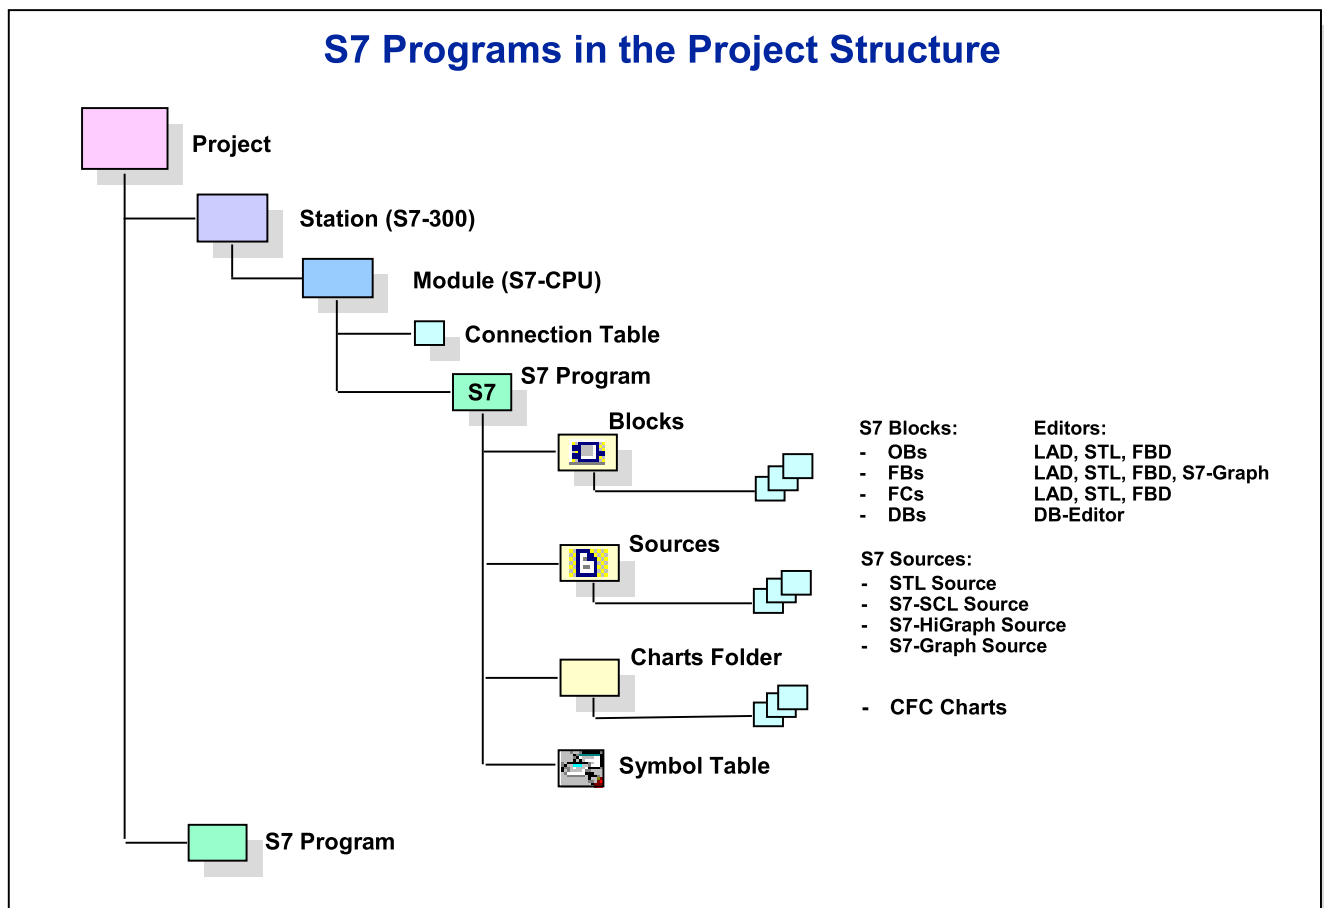 S7 Programs in the Project Structure
Project
Station (S7-300)
Module (S7-CPU)
Connection Table
S7 S7 Program
Blocks
S7 Blocks: Editors:
- OBs LAD, STL, FBD
- FBs LAD, STL, FBD, S7-Graph
- FCs LAD, STL, FBD
- DBs DB-Editor
Sources
S7 Sources:
- STL Source
- S7-SCL Source
- S7-HiGraph Source
- S7-Graph Source
Charts Folder
- CFC Charts
Symbol Table
S7 Program